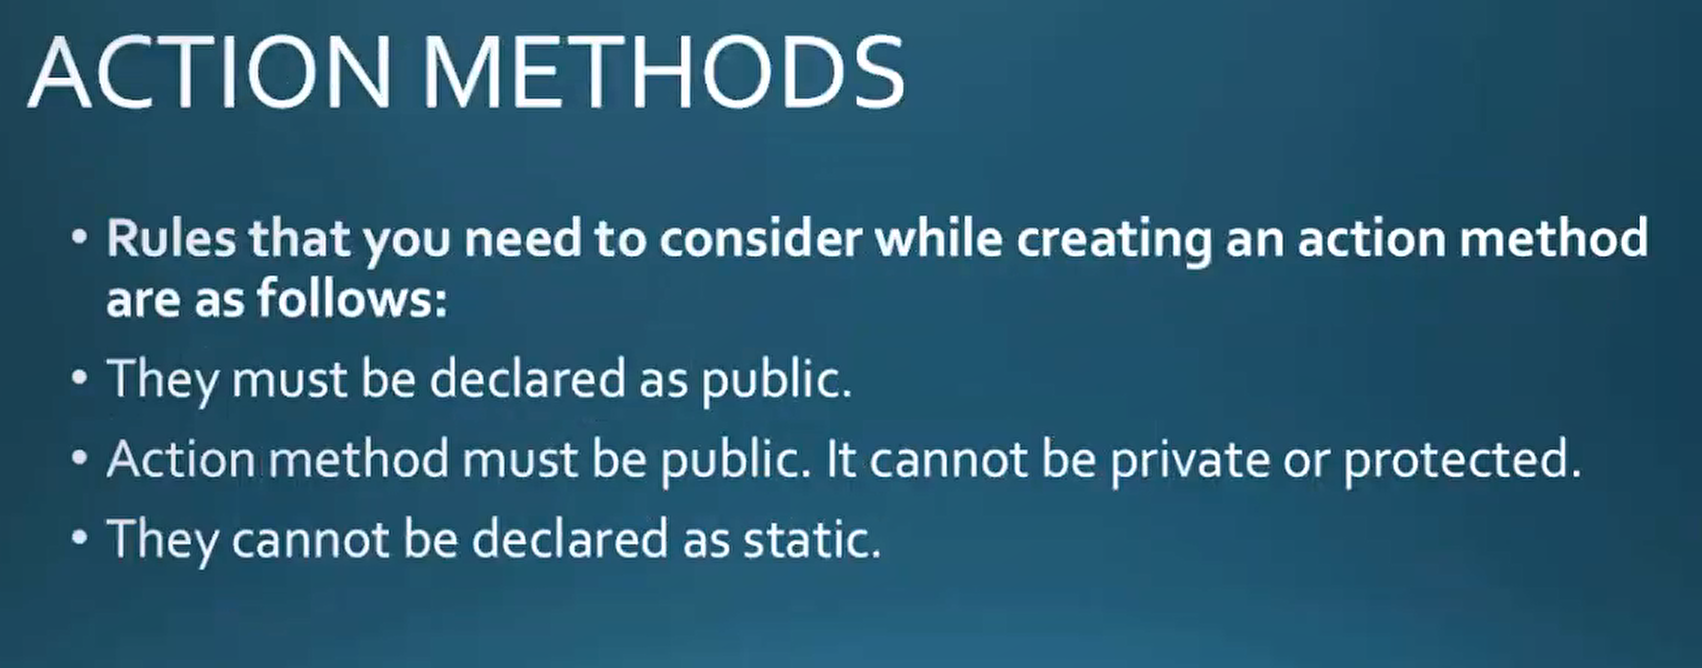 ACTION METHODS
• Rules that you need to consider while creating an action method
are as follows:
• They must be declared as public.
• Action method must be public. It cannot be private or protected.
• They cannot be declared as static.